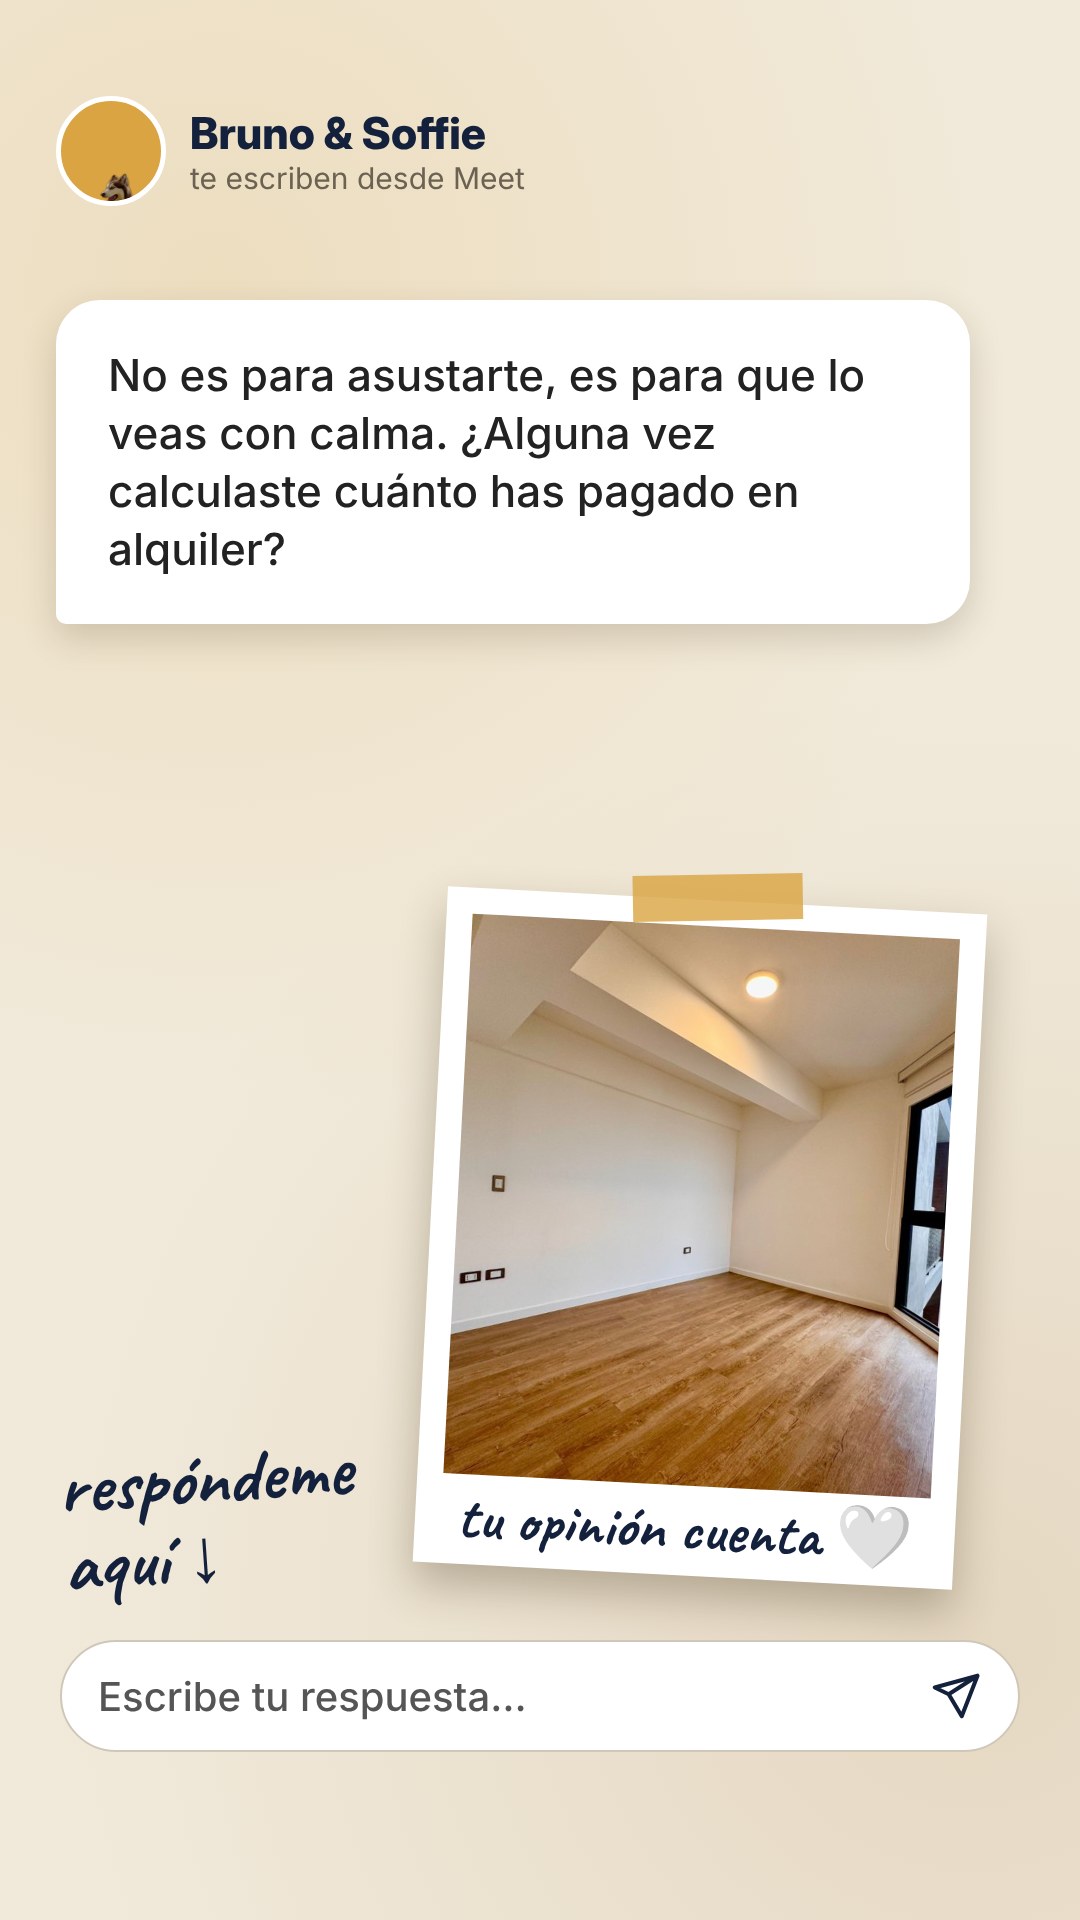 Bruno & Soffie
te escriben desde Meet
No es para asustarte, es para que lo
veas con calma. ¿Alguna vez
calculaste cuánto has pagado en
alquiler?
tu opinión cuenta 🤍
respóndeme
aquí ↓
Escribe tu respuesta...